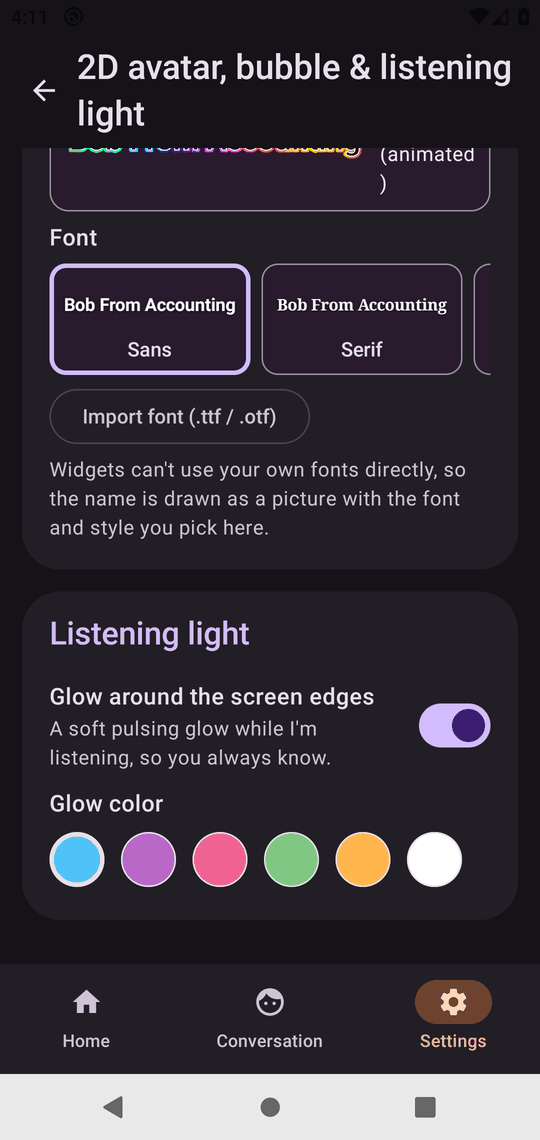 4:11
2D avatar, bubble & listening
light
Bob From Accounting
(animated
)
Font
Bob From Accounting
Sans
Bob From Accounting
Serif
Import font (.ttf / .otf)
Widgets can't use your own fonts directly, so
the name is drawn as a picture with the font
and style you pick here.
Listening light
Glow around the screen edges
A soft pulsing glow while I'm
listening, so you always know.
Glow color
Home
Conversation
Settings